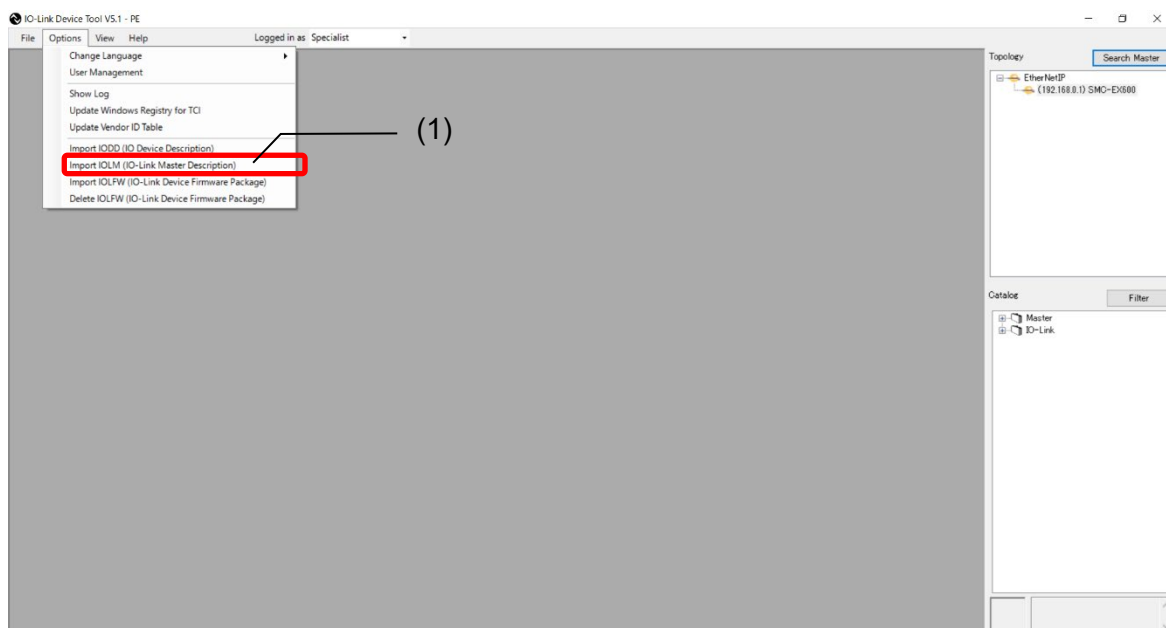 IO-Link Device Tool V5.1 - PE
File Options View Help Logged in as Specialist
Change Language
User Management
Show Log
Update Windows Registry for TCI
Update Vendor ID Table
Import IODD (IO Device Description)
Import IOLM (IO-Link Master Description)
Import IOLFW (IO-Link Device Firmware Package)
Delete IOLFW (IO-Link Device Firmware Package)
(1)
Topology Search Master
EtherNetIP
(192.168.0.1) SMC-EX600
Catalog Filter
Master
IO-Link